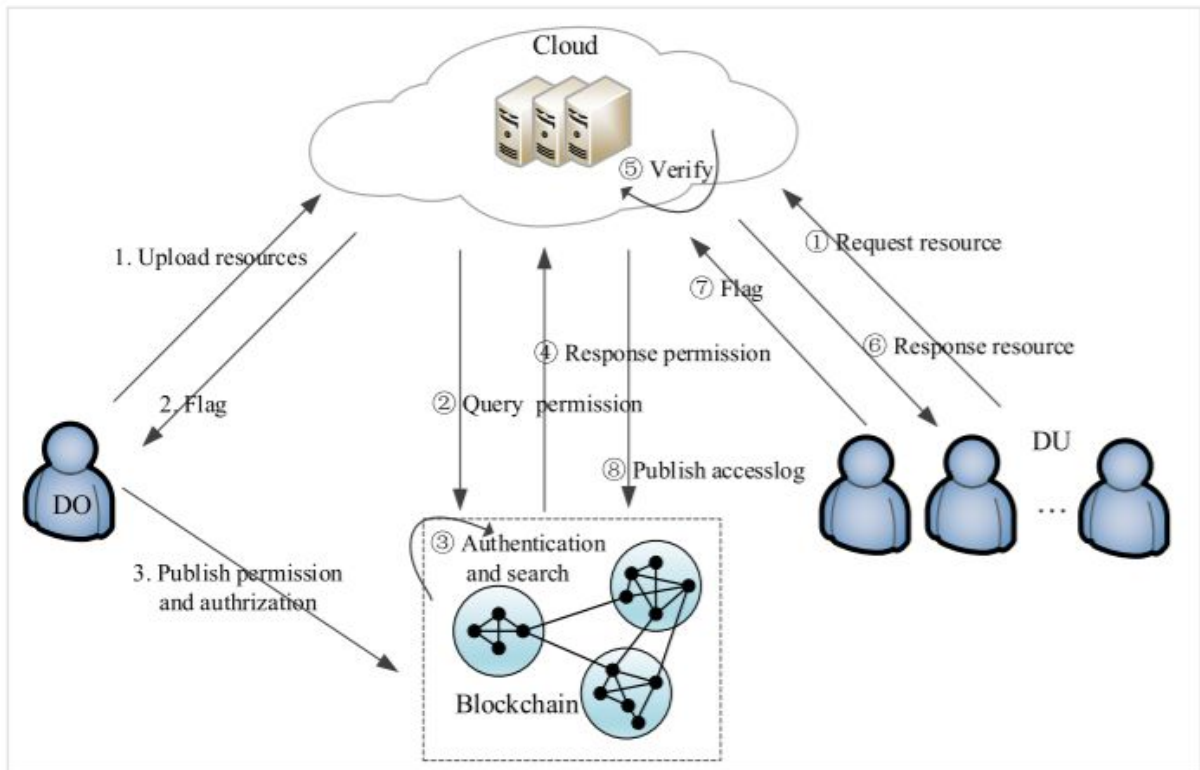 Cloud
⑤ Verify
1. Upload resources
① Request resource
⑦ Flag
④ Response permission
⑥ Response resource
2. Flag
② Query permission
DU
⑧ Publish accesslog
DO
...
③ Authentication
and search
3. Publish permission
and authrization
Blockchain